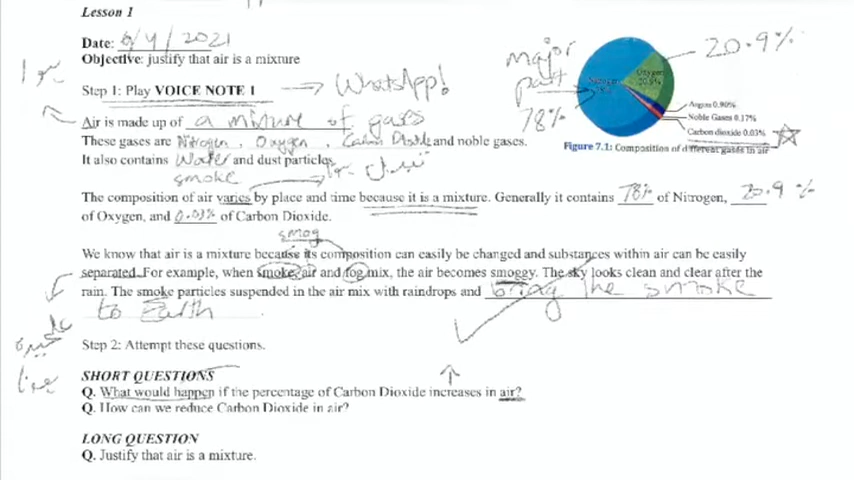 Lesson 1
Date: 6/4/2021
Objective: justify that air is a mixture
ہوا
Step 1: Play VOICE NOTE 1 → WhatsApp!
major part
78%
20.9%
Nitrogen 78%
Oxygen 20.9%
Argon 0.90%
Noble Gases 0.17%
Carbon dioxide 0.03%
Figure 7.1: Composition of different gases in air
Air is made up of a mixture of gases
These gases are Nitrogen, Oxygen, Carbon Dioxide and noble gases.
It also contains Water and dust particles.
smoke
تبدیل ہونا
The composition of air varies by place and time because it is a mixture. Generally it contains 78% of Nitrogen, 20.9 %
of Oxygen, and 0.03% of Carbon Dioxide.
smog
We know that air is a mixture because its composition can easily be changed and substances within air can be easily
separated. For example, when smoke, air and fog mix, the air becomes smoggy. The sky looks clean and clear after the
rain. The smoke particles suspended in the air mix with raindrops and bring the smoke
to Earth
علیحدہ
ہونا
Step 2: Attempt these questions.
SHORT QUESTIONS
Q. What would happen if the percentage of Carbon Dioxide increases in air?
Q. How can we reduce Carbon Dioxide in air?
LONG QUESTION
Q. Justify that air is a mixture.